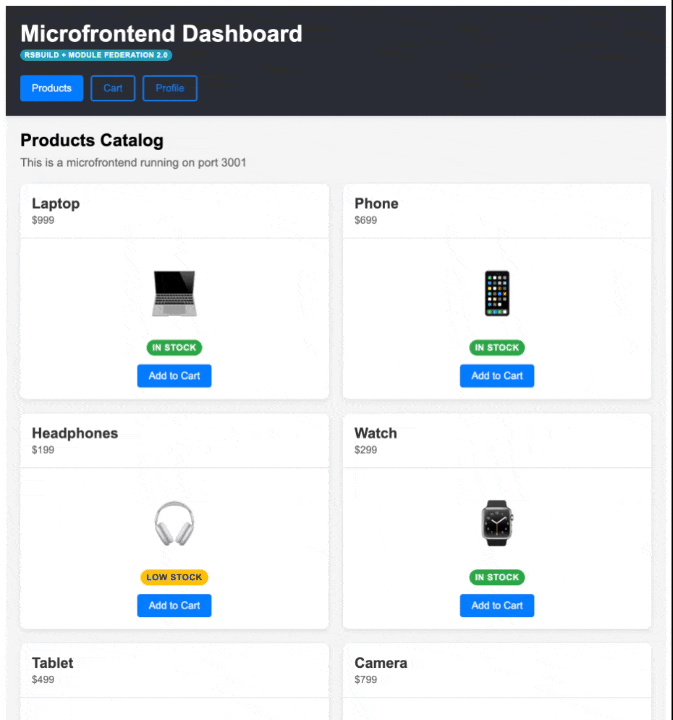 Microfrontend Dashboard
RSBUILD + MODULE FEDERATION 2.0
Products Cart Profile
Products Catalog
This is a microfrontend running on port 3001
Laptop
$999
IN STOCK
Add to Cart
Phone
$699
IN STOCK
Add to Cart
Headphones
$199
LOW STOCK
Add to Cart
Watch
$299
IN STOCK
Add to Cart
Tablet
$499
Camera
$799